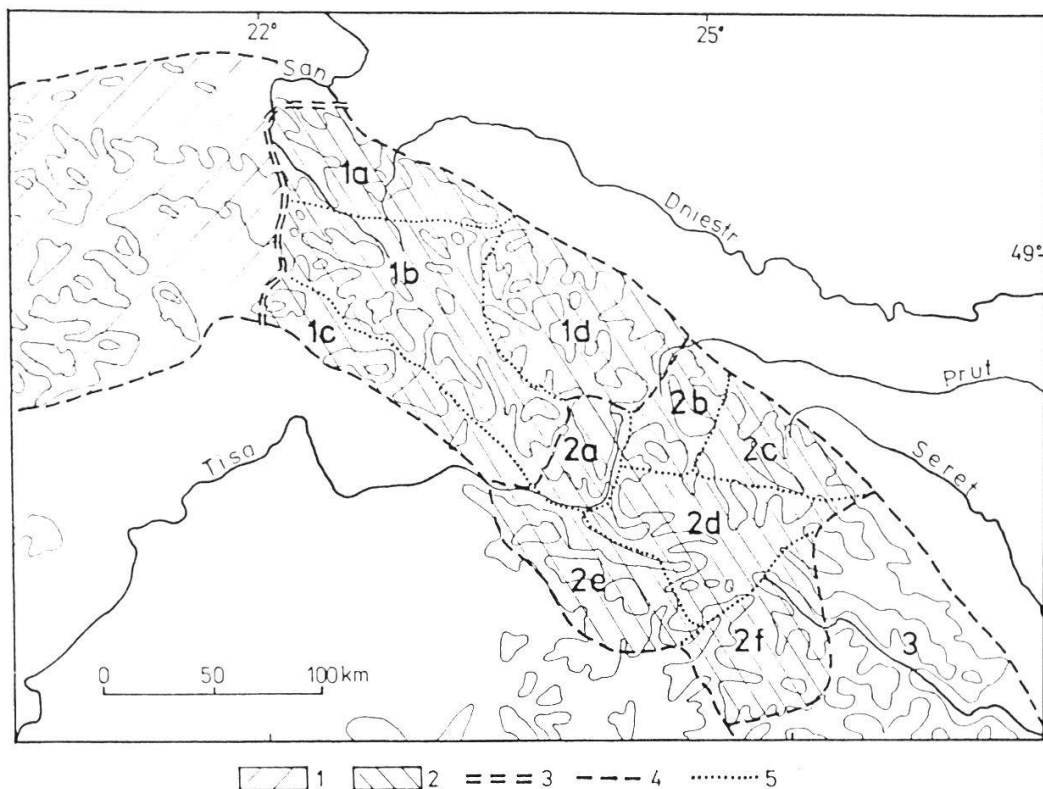 22°
25°
San
Dniestr
49°
1a
1b
1c
1d
Prut
2b
2a
2c
Seret
Tisa
2d
2e
2f
3
0 50 100 km
1 2 3 4 5